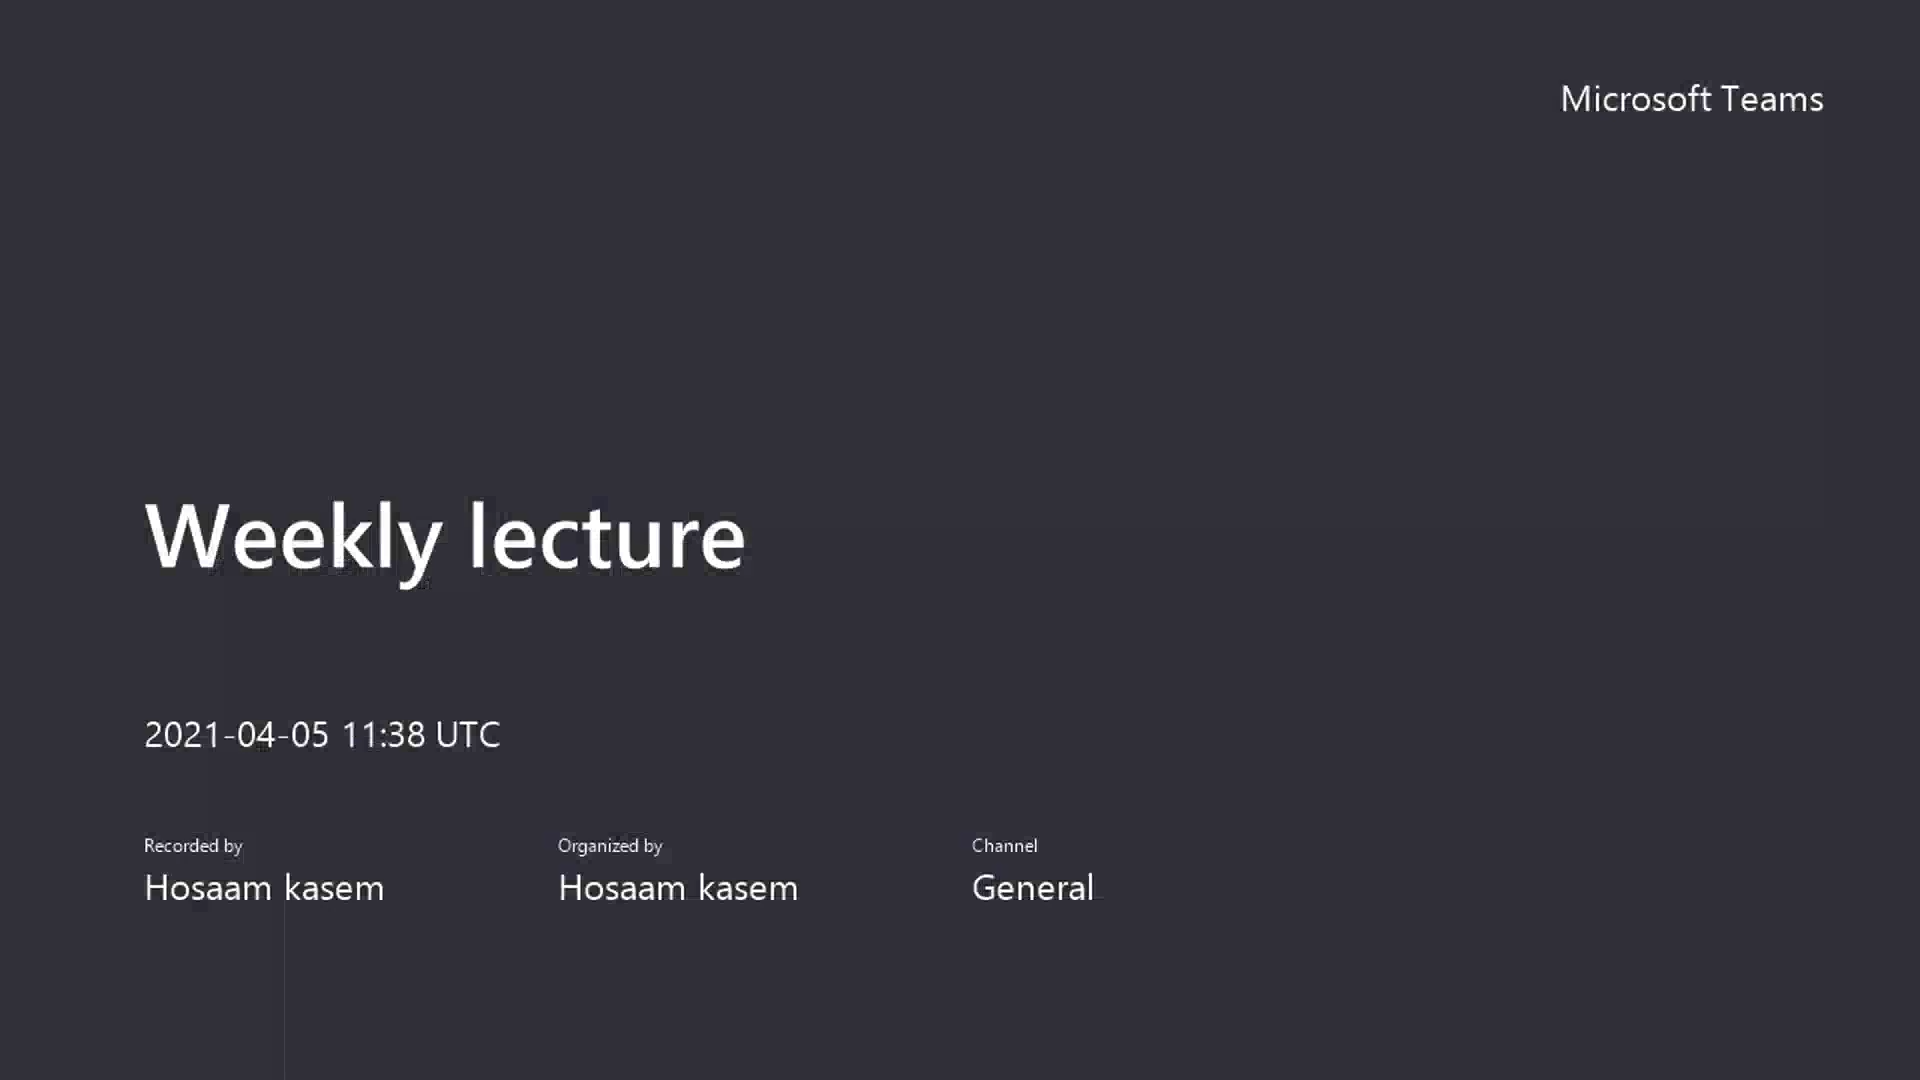 Microsoft Teams
Weekly lecture
2021-04-05 11:38 UTC
Recorded by
Hosaam kasem
Organized by
Hosaam kasem
Channel
General